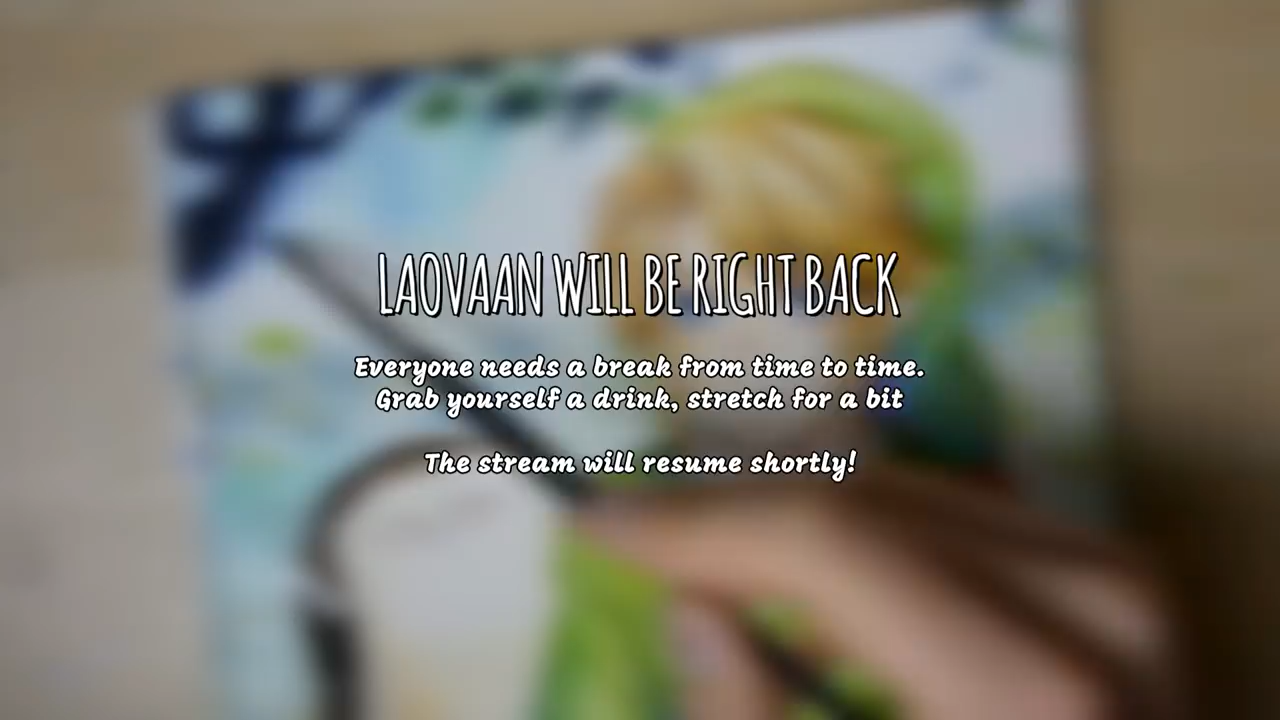 LAOVAAN WILL BE RIGHT BACK
Everyone needs a break from time to time.
Grab yourself a drink, stretch for a bit
The stream will resume shortly!